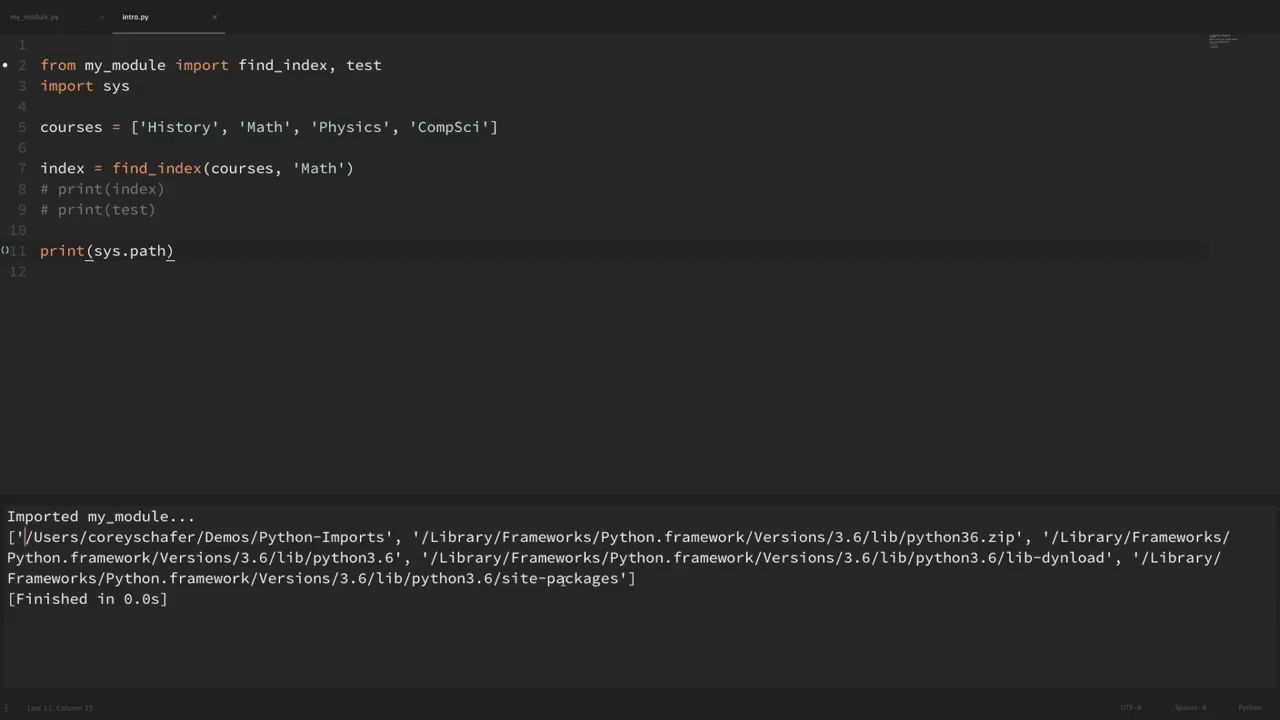 my_module.py × intro.py ×
1
2 from my_module import find_index, test
3 import sys
4
5 courses = ['History', 'Math', 'Physics', 'CompSci']
6
7 index = find_index(courses, 'Math')
8 # print(index)
9 # print(test)
10
()11 print(sys.path)
12
Imported my_module...
['/Users/coreyschafer/Demos/Python-Imports', '/Library/Frameworks/Python.framework/Versions/3.6/lib/python36.zip', '/Library/Frameworks/
Python.framework/Versions/3.6/lib/python3.6', '/Library/Frameworks/Python.framework/Versions/3.6/lib/python3.6/lib-dynload', '/Library/
Frameworks/Python.framework/Versions/3.6/lib/python3.6/site-packages']
[Finished in 0.0s]
Line 11, Column 15 UTF-8 Spaces: 4 Python